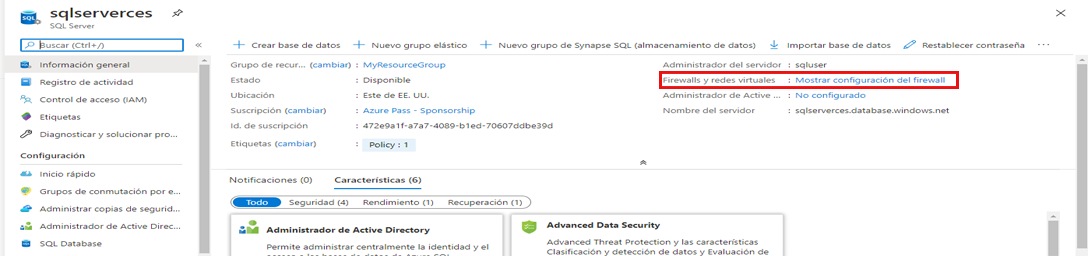 sqlserverces
SQL Server
SQL
Buscar (Ctrl+/)
Información general
Registro de actividad
Control de acceso (IAM)
Etiquetas
Diagnosticar y solucionar pro...
Configuración
Inicio rápido
Grupos de conmutación por e...
Administrar copias de segurid...
Administrador de Active Direc...
SQL Database
Crear base de datos
Nuevo grupo elástico
Nuevo grupo de Synapse SQL (almacenamiento de datos)
Importar base de datos
Restablecer contraseña
Grupo de recur... (cambiar) : MyResourceGroup
Estado : Disponible
Ubicación : Este de EE. UU.
Suscripción (cambiar) : Azure Pass - Sponsorship
Id. de suscripción : 472e9a1f-a7a7-4089-b1ed-70607ddbe39d
Etiquetas (cambiar) : Policy : 1
Administrador del servidor : sqluser
Firewalls y redes virtuales : Mostrar configuración del firewall
Administrador de Active ... : No configurado
Nombre del servidor : sqlserverces.database.windows.net
Notificaciones (0)
Características (6)
Todo
Seguridad (4)
Rendimiento (1)
Recuperación (1)
Administrador de Active Directory
Permite administrar centralmente la identidad y el
Advanced Data Security
Advanced Threat Protection y las características
Clasificación y detección de datos y Evaluación de